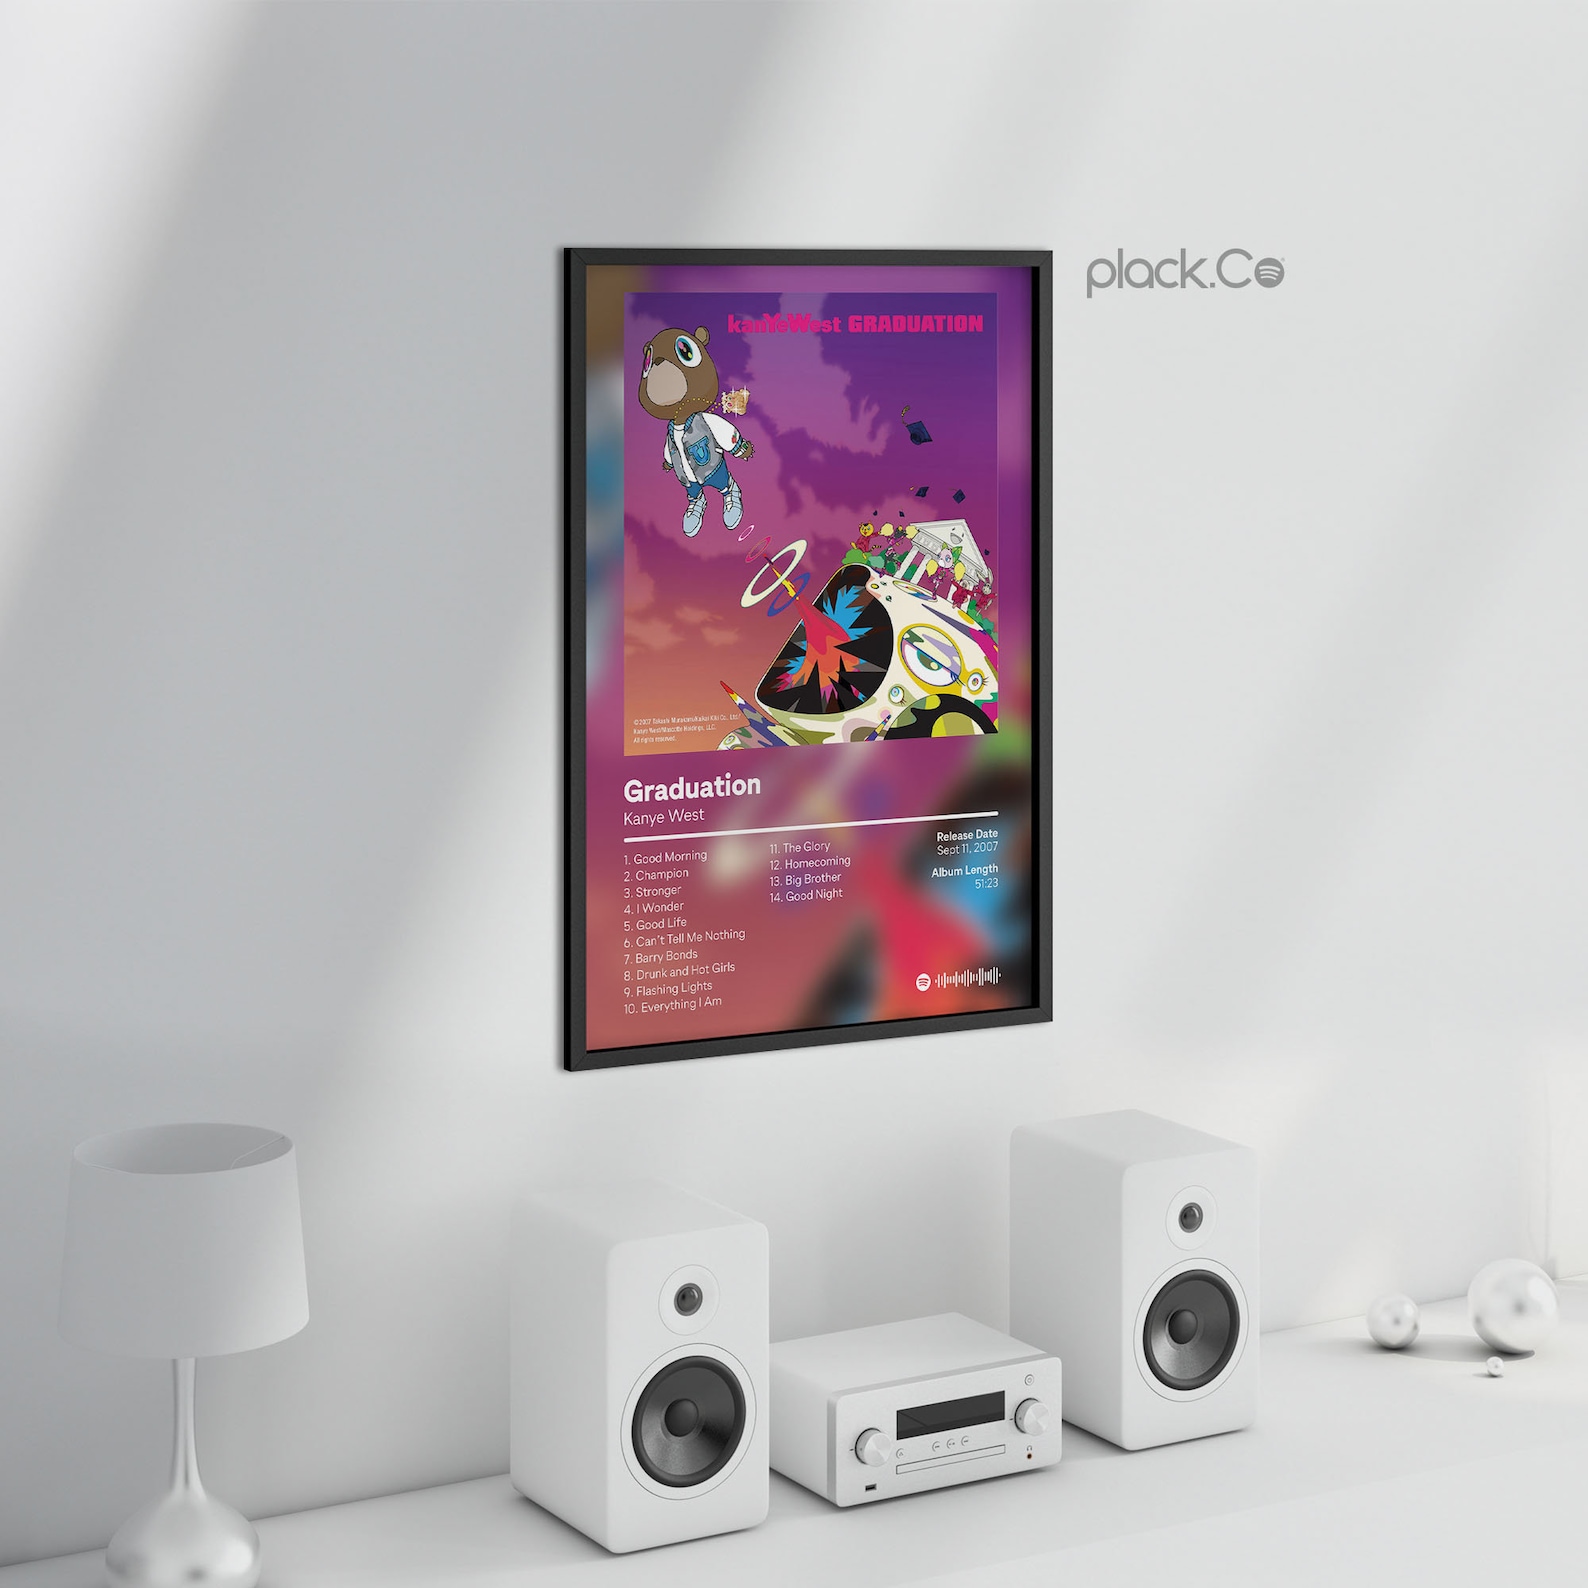 plack.Co
kanYeWest GRADUATION
©2007 Takashi Murakami/Kaikai Kiki Co., Ltd./
Kanye West/Mascotte Holdings, LLC.
All rights reserved.
Graduation
Kanye West
1. Good Morning
2. Champion
3. Stronger
4. I Wonder
5. Good Life
6. Can't Tell Me Nothing
7. Barry Bonds
8. Drunk and Hot Girls
9. Flashing Lights
10. Everything I Am
11. The Glory
12. Homecoming
13. Big Brother
14. Good Night
Release Date
Sept 11, 2007
Album Length
51:23